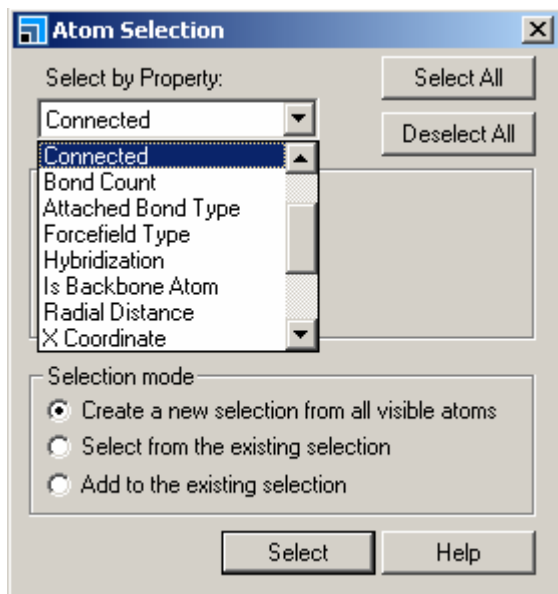 Atom Selection
Select by Property:
Select All
Connected
Deselect All
Connected
Bond Count
Attached Bond Type
Forcefield Type
Hybridization
Is Backbone Atom
Radial Distance
X Coordinate
Selection mode
Create a new selection from all visible atoms
Select from the existing selection
Add to the existing selection
Select
Help